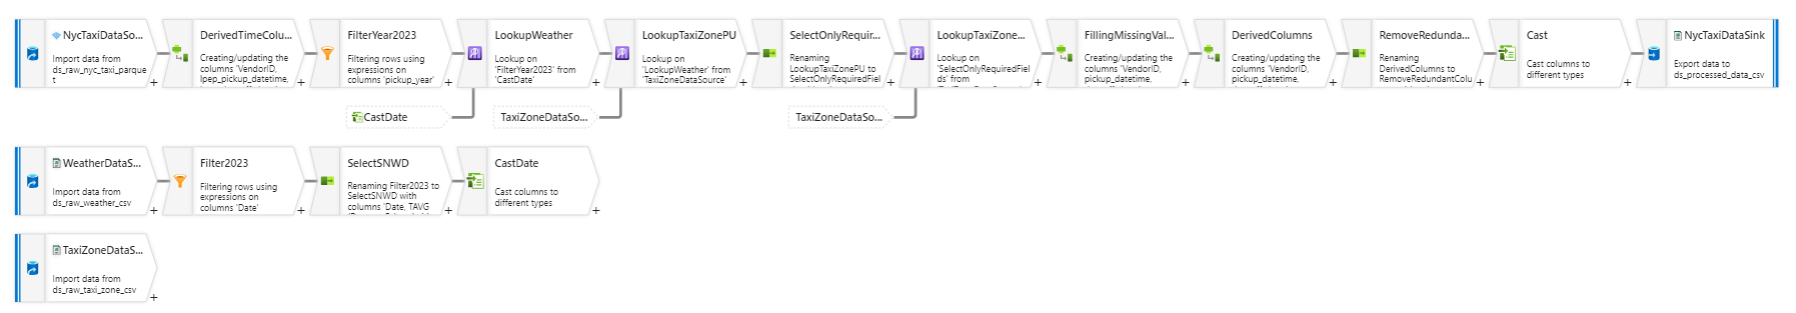 NycTaxiDataSo...
Import data from
ds_raw_nyc_taxi_parque
t
+
DerivedTimeColu...
Creating/updating the
columns 'VendorID,
lpep_pickup_datetime,
+
FilterYear2023
Filtering rows using
expressions on
columns 'pickup_year'
+
LookupWeather
Lookup on
'FilterYear2023' from
'CastDate'
+
LookupTaxiZonePU
Lookup on
'LookupWeather' from
'TaxiZoneDataSource'
+
SelectOnlyRequir...
Renaming
LookupTaxiZonePU to
SelectOnlyRequiredFiel
+
LookupTaxiZone...
Lookup on
'SelectOnlyRequiredFiel
ds' from
+
FillingMissingVal...
Creating/updating the
columns 'VendorID,
pickup_datetime,
+
DerivedColumns
Creating/updating the
columns 'VendorID,
pickup_datetime,
+
RemoveRedunda...
Renaming
DerivedColumns to
RemoveRedundantColu
+
Cast
Cast columns to
different types
+
NycTaxiDataSink
Export data to
ds_processed_data_csv
CastDate
TaxiZoneDataSo...
TaxiZoneDataSo...
WeatherDataS...
Import data from
ds_raw_weather_csv
+
Filter2023
Filtering rows using
expressions on
columns 'Date'
+
SelectSNWD
Renaming Filter2023 to
SelectSNWD with
columns 'Date, TAVG
+
CastDate
Cast columns to
different types
+
TaxiZoneDataS...
Import data from
ds_raw_taxi_zone_csv
+